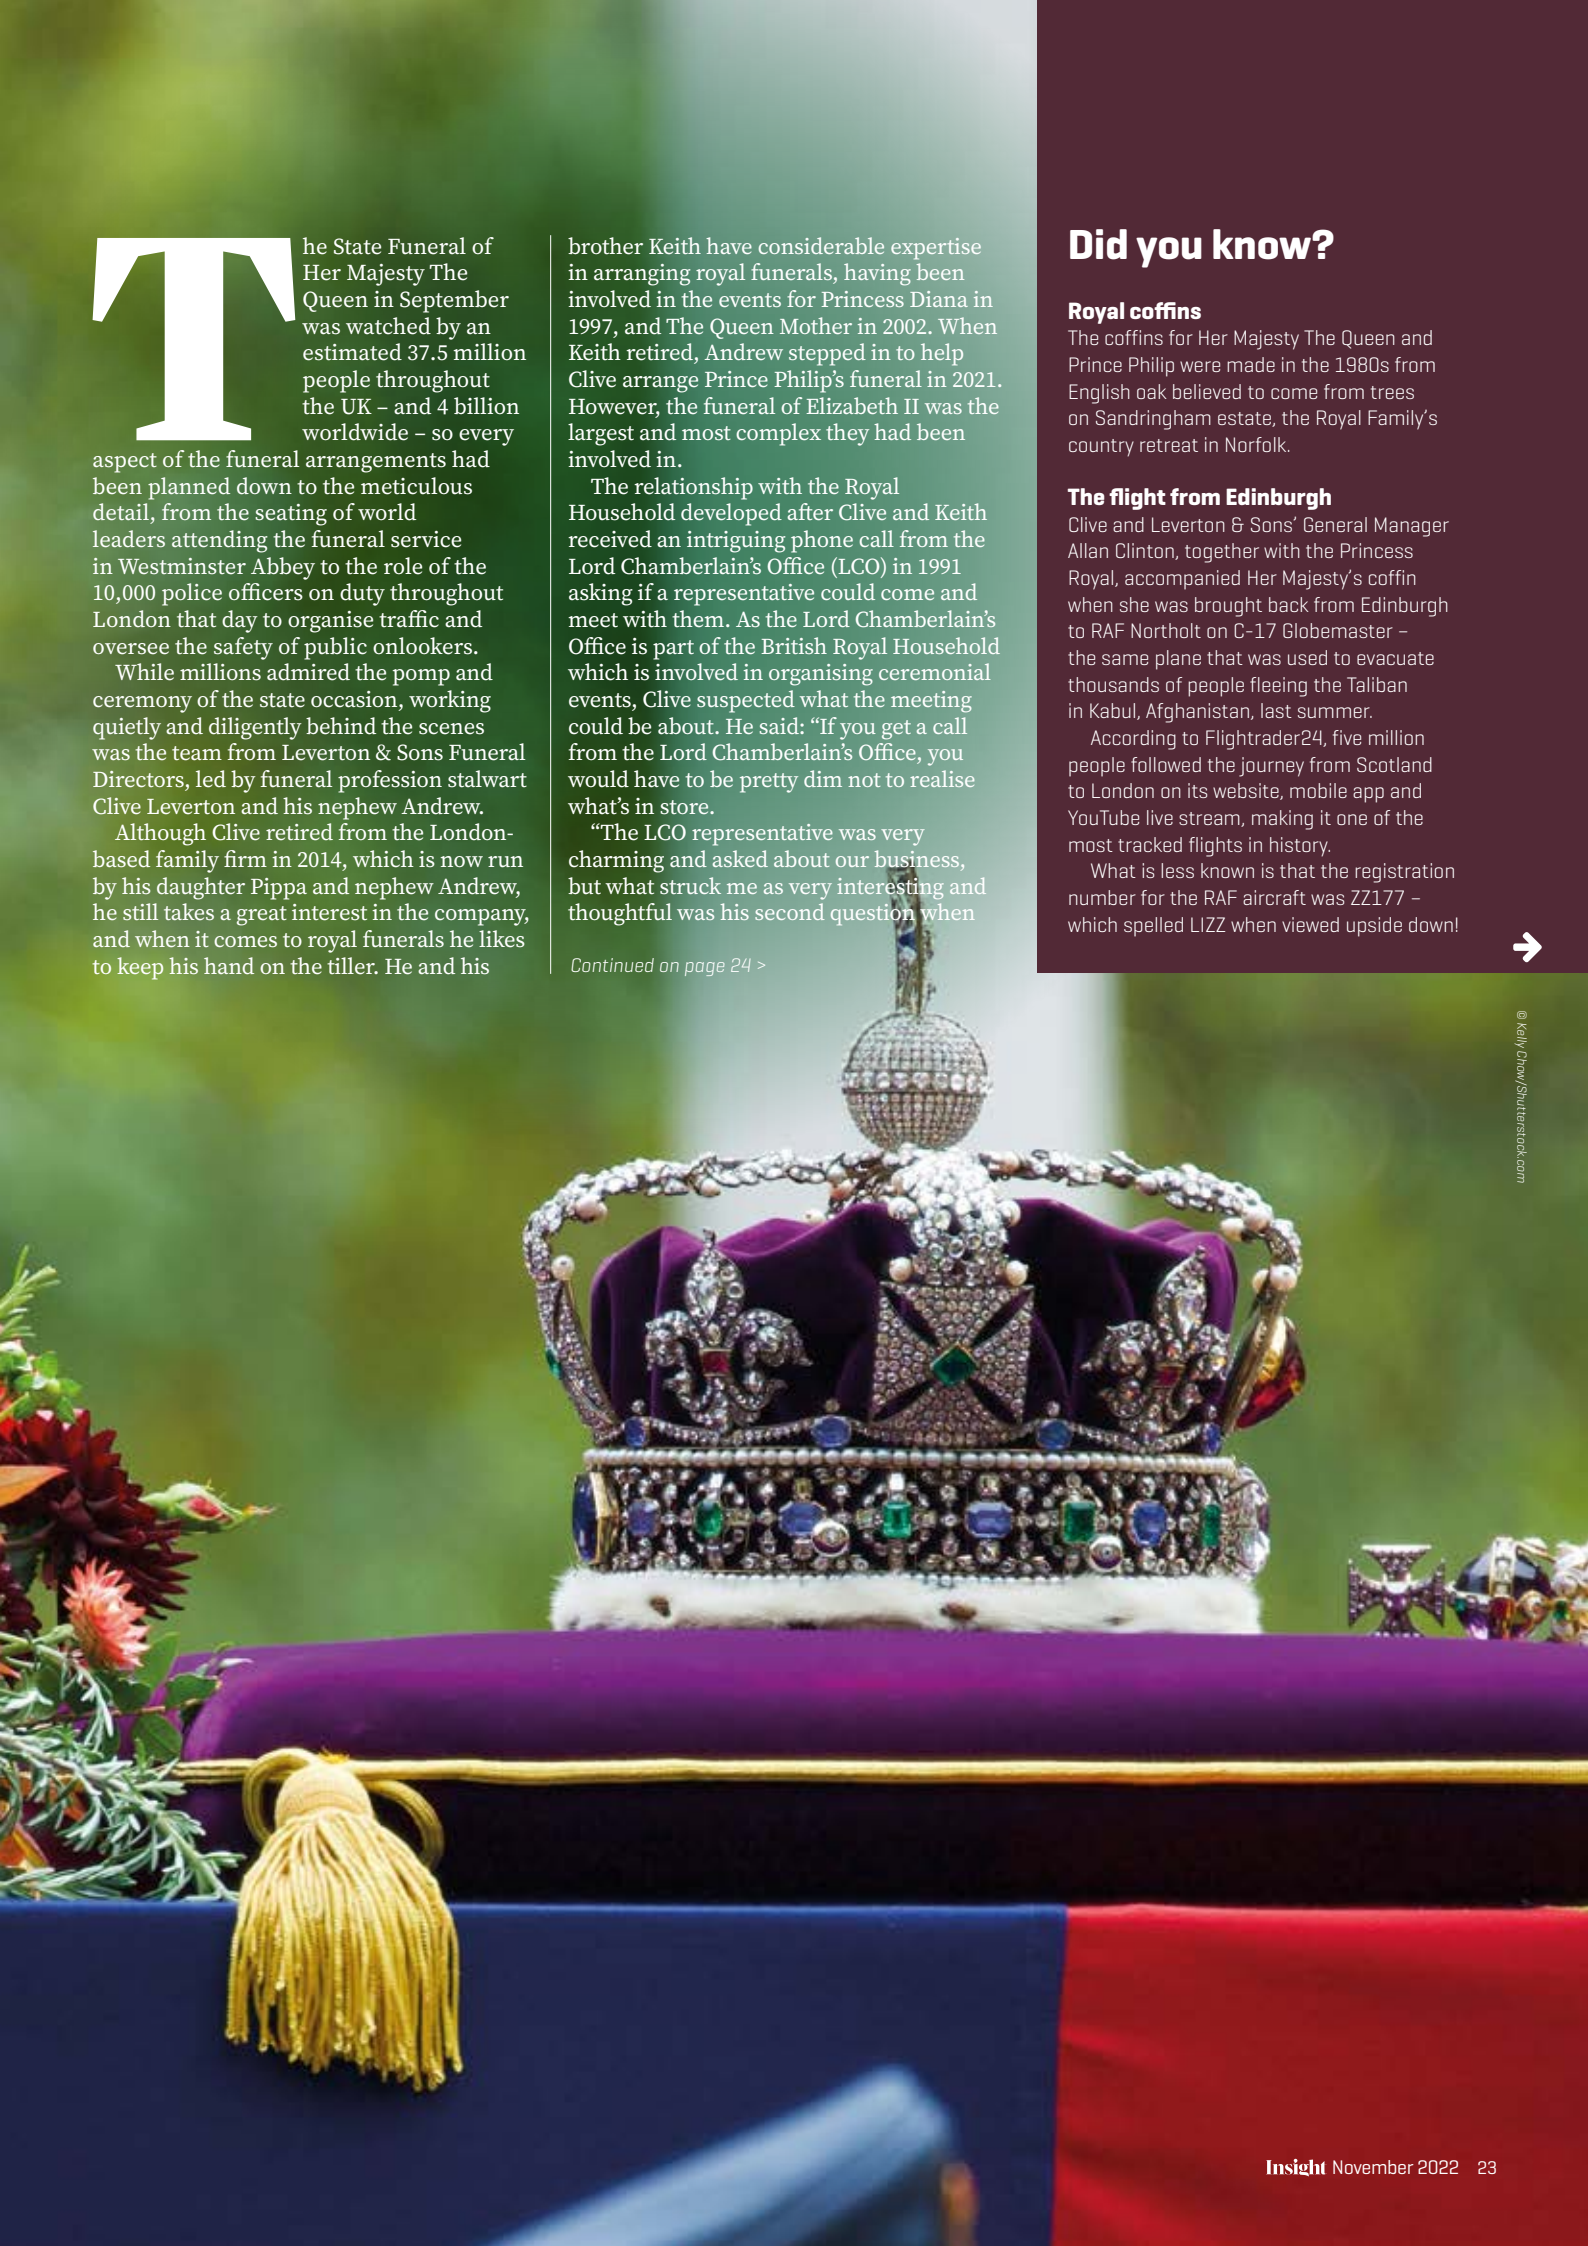 The State Funeral of
Her Majesty The
Queen in September
was watched by an
estimated 37.5 million
people throughout
the UK – and 4 billion
worldwide – so every
aspect of the funeral arrangements had
been planned down to the meticulous
detail, from the seating of world
leaders attending the funeral service
in Westminster Abbey to the role of the
10,000 police officers on duty throughout
London that day to organise traffic and
oversee the safety of public onlookers.
While millions admired the pomp and
ceremony of the state occasion, working
quietly and diligently behind the scenes
was the team from Leverton & Sons Funeral
Directors, led by funeral profession stalwart
Clive Leverton and his nephew Andrew.
Although Clive retired from the London-
based family firm in 2014, which is now run
by his daughter Pippa and nephew Andrew,
he still takes a great interest in the company,
and when it comes to royal funerals he likes
to keep his hand on the tiller. He and his
brother Keith have considerable expertise
in arranging royal funerals, having been
involved in the events for Princess Diana in
1997, and The Queen Mother in 2002. When
Keith retired, Andrew stepped in to help
Clive arrange Prince Philip’s funeral in 2021.
However, the funeral of Elizabeth II was the
largest and most complex they had been
involved in.
The relationship with the Royal
Household developed after Clive and Keith
received an intriguing phone call from the
Lord Chamberlain’s Office (LCO) in 1991
asking if a representative could come and
meet with them. As the Lord Chamberlain’s
Office is part of the British Royal Household
which is involved in organising ceremonial
events, Clive suspected what the meeting
could be about. He said: “If you get a call
from the Lord Chamberlain’s Office, you
would have to be pretty dim not to realise
what’s in store.
“The LCO representative was very
charming and asked about our business,
but what struck me as very interesting and
thoughtful was his second question when
Continued on page 24 >
Did you know?
Royal coffins
The coffins for Her Majesty The Queen and
Prince Philip were made in the 1980s from
English oak believed to come from trees
on Sandringham estate, the Royal Family’s
country retreat in Norfolk.
The flight from Edinburgh
Clive and Leverton & Sons’ General Manager
Allan Clinton, together with the Princess
Royal, accompanied Her Majesty’s coffin
when she was brought back from Edinburgh
to RAF Northolt on C-17 Globemaster –
the same plane that was used to evacuate
thousands of people fleeing the Taliban
in Kabul, Afghanistan, last summer.
According to Flightrader24, five million
people followed the journey from Scotland
to London on its website, mobile app and
YouTube live stream, making it one of the
most tracked flights in history.
What is less known is that the registration
number for the RAF aircraft was ZZ177 –
which spelled LIZZ when viewed upside down!
© Kelly Chow/Shutterstock.com
Insight November 2022 23